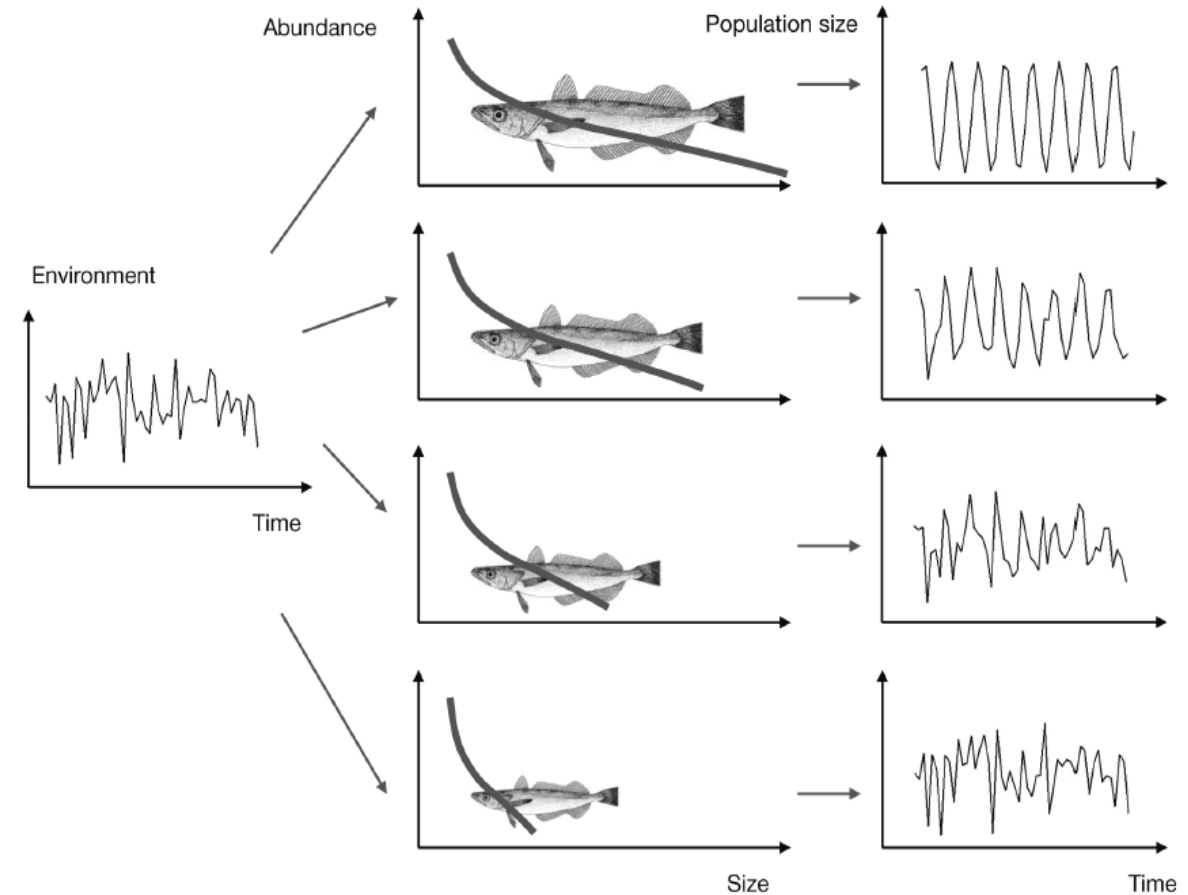 Abundance
Population size
Environment
Time
Size
Time